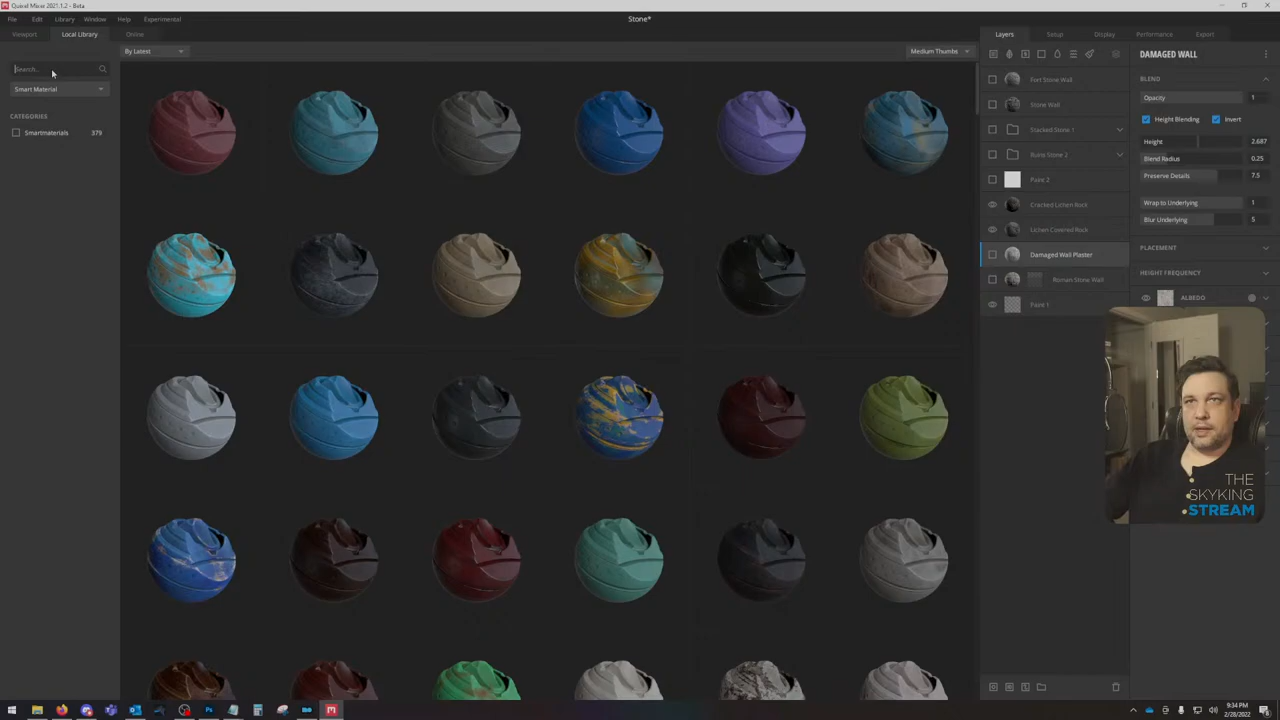 Quixel Mixer 2021.1.2 - Beta
File Edit Library Window Help Experimental
Stone*
Viewport Local Library Online
Search...
Smart Material
CATEGORIES
Smartmaterials 379
By Latest
Medium Thumbs
Layers Setup Display Performance Export
Fort Stone Wall
Stone Wall
Stacked Stone 1
Ruins Stone 2
Paint 2
Cracked Lichen Rock
Lichen Covered Rock
Damaged Wall Plaster
Roman Stone Wall
Paint 1
DAMAGED WALL
BLEND
Opacity 1
Height Blending Invert
Height 2.687
Blend Radius 0.25
Preserve Details 7.5
Wrap to Underlying 1
Blur Underlying 5
PLACEMENT
HEIGHT FREQUENCY
ALBEDO
THE
SKYKING
STREAM
9:34 PM
2/28/2022